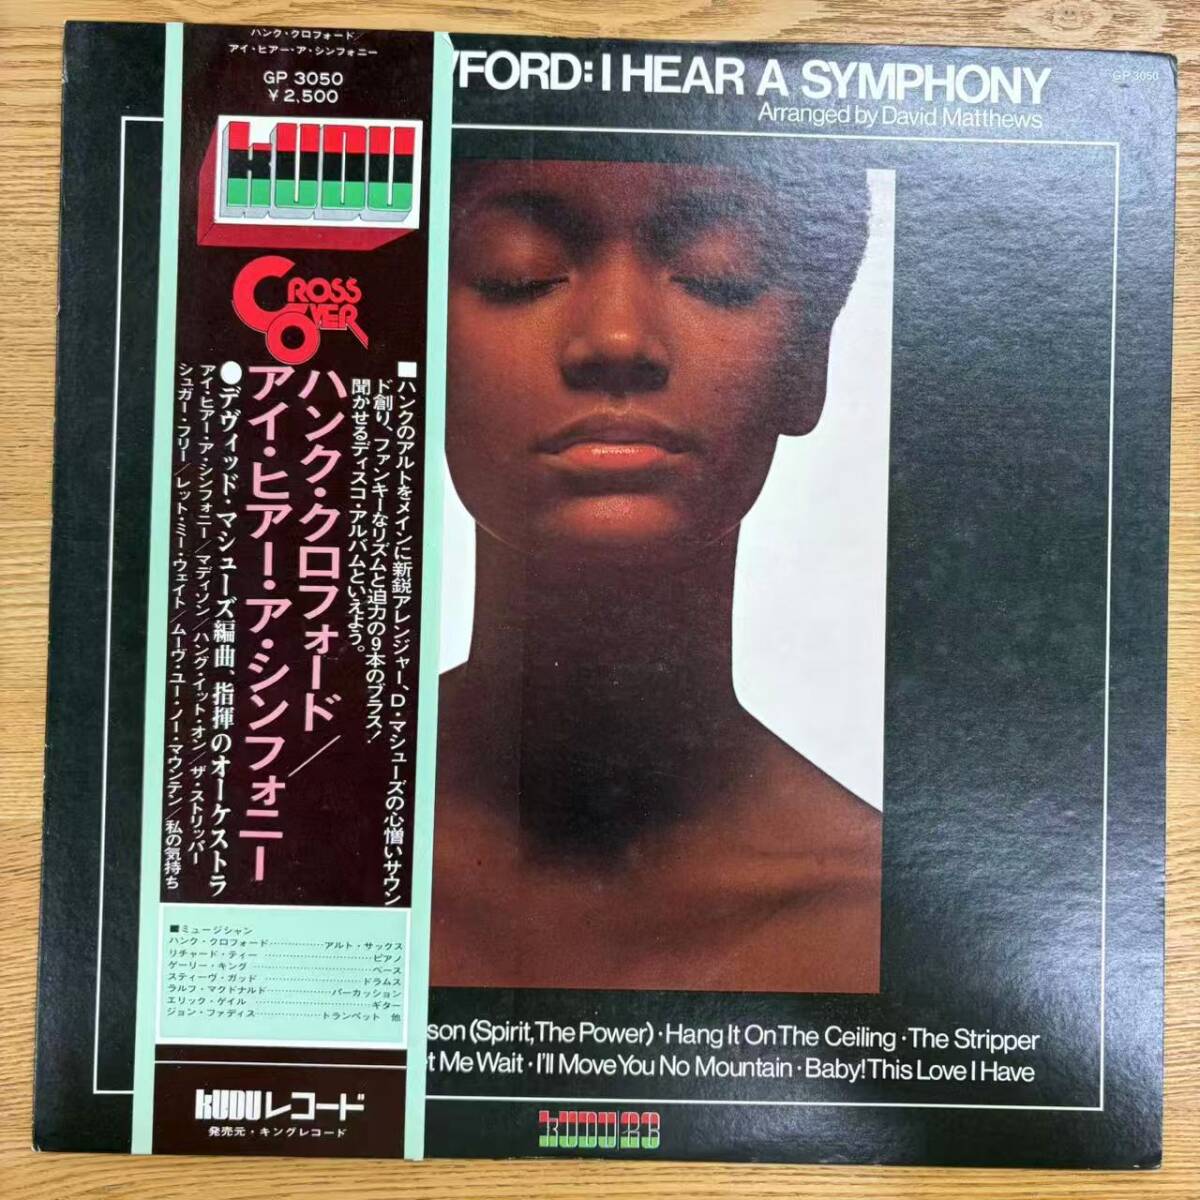 ハンク・クロフォード/
アイ・ヒアー・ア・シンフォニー
GP 3050
¥2,500
FORD: I HEAR A SYMPHONY
GP 3050
Arranged by David Matthews
KUDU
CROSS OVER
■ハンクのアルトをメインに新鋭アレンジャー、D・マシューズの心憎いサウン
ド創り、ファンキーなリズムと迫力の9本のブラス!
聞かせるディスコ・アルバムといえよう。
ハンク・クロフォード/
アイ・ヒアー・ア・シンフォニー
●デヴィッド・マシューズ編曲、指揮のオーケストラ
アイ・ヒアー・ア・シンフォニー/マディソン/ハング・イット・オン/ザ・ストリッパー
シュガー・フリー/レット・ミー・ウェイト/ムーヴ・ユー・ノー・マウンテン/私の気持ち
■ミュージシャン
ハンク・クロフォード……………アルト・サックス
リチャード・ティー……………ピアノ
ゲーリー・キング……………ベース
スティーヴ・ガッド……………ドラムス
ラルフ・マクドナルド……………パーカッション
エリック・ゲイル……………ギター
ジョン・ファディス……………トランペット 他
son (Spirit, The Power) · Hang It On The Ceiling · The Stripper
t Me Wait · I'll Move You No Mountain · Baby! This Love I Have
KUDUレコード
発売元・キングレコード
KUDU 26